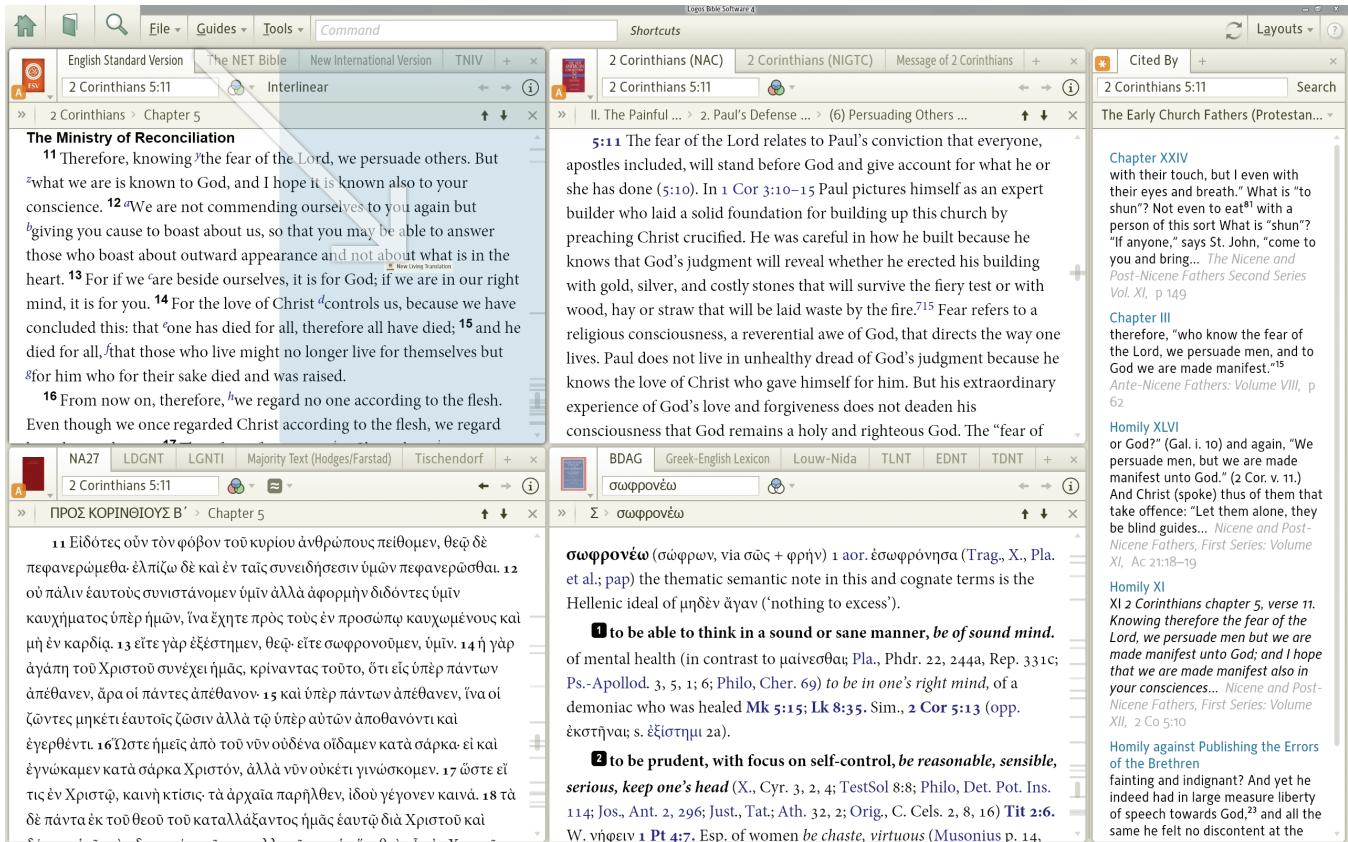 Logos Bible Software 4
File Guides Tools Command Shortcuts Layouts ?
English Standard Version The NET Bible New International Version TNIV + ×
ESV A 2 Corinthians 5:11 Interlinear
» 2 Corinthians > Chapter 5
The Ministry of Reconciliation
11 Therefore, knowing ythe fear of the Lord, we persuade others. But
zwhat we are is known to God, and I hope it is known also to your
conscience. 12 aWe are not commending ourselves to you again but
bgiving you cause to boast about us, so that you may be able to answer
those who boast about outward appearance and not about what is in the
New Living Translation
heart. 13 For if we care beside ourselves, it is for God; if we are in our right
mind, it is for you. 14 For the love of Christ dcontrols us, because we have
concluded this: that eone has died for all, therefore all have died; 15 and he
died for all, fthat those who live might no longer live for themselves but
gfor him who for their sake died and was raised.
16 From now on, therefore, hwe regard no one according to the flesh.
Even though we once regarded Christ according to the flesh, we regard
2 Corinthians (NAC) 2 Corinthians (NIGTC) Message of 2 Corinthians + ×
A 2 Corinthians 5:11
» II. The Painful ... > 2. Paul's Defense ... > (6) Persuading Others ...
5:11 The fear of the Lord relates to Paul's conviction that everyone,
apostles included, will stand before God and give account for what he or
she has done (5:10). In 1 Cor 3:10–15 Paul pictures himself as an expert
builder who laid a solid foundation for building up this church by
preaching Christ crucified. He was careful in how he built because he
knows that God's judgment will reveal whether he erected his building
with gold, silver, and costly stones that will survive the fiery test or with
wood, hay or straw that will be laid waste by the fire.715 Fear refers to a
religious consciousness, a reverential awe of God, that directs the way one
lives. Paul does not live in unhealthy dread of God's judgment because he
knows the love of Christ who gave himself for him. But his extraordinary
experience of God's love and forgiveness does not deaden his
consciousness that God remains a holy and righteous God. The “fear of
Cited By + ×
2 Corinthians 5:11 Search
The Early Church Fathers (Protestan...
Chapter XXIV
with their touch, but I even with
their eyes and breath.” What is “to
shun”? Not even to eat81 with a
person of this sort What is “shun”?
“If anyone,” says St. John, “come to
you and bring... The Nicene and
Post-Nicene Fathers Second Series
Vol. XI, p 149
Chapter III
therefore, “who know the fear of
the Lord, we persuade men, and to
God we are made manifest.”15
Ante-Nicene Fathers: Volume VIII, p
62
Homily XLVI
or God?” (Gal. i. 10) and again, “We
persuade men, but we are made
manifest unto God.” (2 Cor. v. 11.)
And Christ (spoke) thus of them that
take offence: “Let them alone, they
be blind guides... Nicene and Post-
Nicene Fathers, First Series: Volume
XI, Ac 21:18–19
Homily XI
XI 2 Corinthians chapter 5, verse 11.
Knowing therefore the fear of the
Lord, we persuade men but we are
made manifest unto God; and I hope
that we are made manifest also in
your consciences... Nicene and Post-
Nicene Fathers, First Series: Volume
XII, 2 Co 5:10
Homily against Publishing the Errors
of the Brethren
fainting and indignant? And yet he
indeed had in large measure liberty
of speech towards God,23 and all the
same he felt no discontent at the
NA27 LDGNT LGNTI Majority Text (Hodges/Farstad) Tischendorf + ×
A 2 Corinthians 5:11
» ΠΡΟΣ ΚΟΡΙΝΘΙΟΥΣ Β΄ > Chapter 5
11 Εἰδότες οὖν τὸν φόβον τοῦ κυρίου ἀνθρώπους πείθομεν, θεῷ δὲ
πεφανερώμεθα· ἐλπίζω δὲ καὶ ἐν ταῖς συνειδήσεσιν ὑμῶν πεφανερῶσθαι. 12
οὐ πάλιν ἑαυτοὺς συνιστάνομεν ὑμῖν ἀλλὰ ἀφορμὴν διδόντες ὑμῖν
καυχήματος ὑπὲρ ἡμῶν, ἵνα ἔχητε πρὸς τοὺς ἐν προσώπῳ καυχωμένους καὶ
μὴ ἐν καρδίᾳ. 13 εἴτε γὰρ ἐξέστημεν, θεῷ· εἴτε σωφρονοῦμεν, ὑμῖν. 14 ἡ γὰρ
ἀγάπη τοῦ Χριστοῦ συνέχει ἡμᾶς, κρίναντας τοῦτο, ὅτι εἷς ὑπὲρ πάντων
ἀπέθανεν, ἄρα οἱ πάντες ἀπέθανον· 15 καὶ ὑπὲρ πάντων ἀπέθανεν, ἵνα οἱ
ζῶντες μηκέτι ἑαυτοῖς ζῶσιν ἀλλὰ τῷ ὑπὲρ αὐτῶν ἀποθανόντι καὶ
ἐγερθέντι. 16 Ὥστε ἡμεῖς ἀπὸ τοῦ νῦν οὐδένα οἴδαμεν κατὰ σάρκα· εἰ καὶ
ἐγνώκαμεν κατὰ σάρκα Χριστόν, ἀλλὰ νῦν οὐκέτι γινώσκομεν. 17 ὥστε εἴ
τις ἐν Χριστῷ, καινὴ κτίσις· τὰ ἀρχαῖα παρῆλθεν, ἰδοὺ γέγονεν καινά. 18 τὰ
δὲ πάντα ἐκ τοῦ θεοῦ τοῦ καταλλάξαντος ἡμᾶς ἑαυτῷ διὰ Χριστοῦ καὶ
BDAG Greek-English Lexicon Louw-Nida TLNT EDNT TDNT + ×
σωφρονέω
» Σ > σωφρονέω
σωφρονέω (σώφρων, via σῶς + φρήν) 1 aor. ἐσωφρόνησα (Trag., X., Pla.
et al.; pap) the thematic semantic note in this and cognate terms is the
Hellenic ideal of μηδὲν ἄγαν (‘nothing to excess’).
1 to be able to think in a sound or sane manner, be of sound mind.
of mental health (in contrast to μαίνεσθαι; Pla., Phdr. 22, 244a, Rep. 331c;
Ps.-Apollod. 3, 5, 1; 6; Philo, Cher. 69) to be in one's right mind, of a
demoniac who was healed Mk 5:15; Lk 8:35. Sim., 2 Cor 5:13 (opp.
ἐκστῆναι; s. ἐξίστημι 2a).
2 to be prudent, with focus on self-control, be reasonable, sensible,
serious, keep one's head (X., Cyr. 3, 2, 4; TestSol 8:8; Philo, Det. Pot. Ins.
114; Jos., Ant. 2, 296; Just., Tat.; Ath. 32, 2; Orig., C. Cels. 2, 8, 16) Tit 2:6.
W. νήφειν 1 Pt 4:7. Esp. of women be chaste, virtuous (Musonius p. 14,